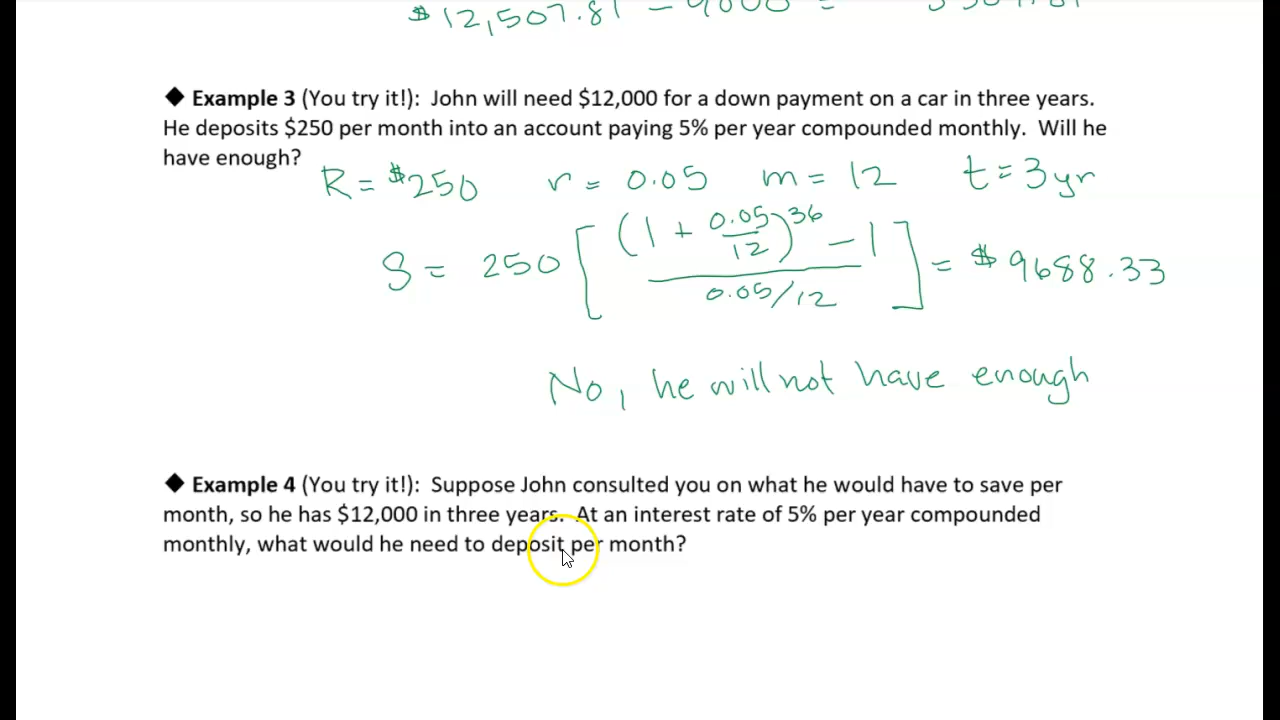 $12,507.81 - 9000 =
◆ Example 3 (You try it!): John will need $12,000 for a down payment on a car in three years.
He deposits $250 per month into an account paying 5% per year compounded monthly. Will he
have enough?
R = $250 r = 0.05 m = 12 t = 3yr
S = 250 [ (1 + 0.05/12)^36 - 1 / 0.05/12 ] = $9688.33
No, he will not have enough
◆ Example 4 (You try it!): Suppose John consulted you on what he would have to save per
month, so he has $12,000 in three years. At an interest rate of 5% per year compounded
monthly, what would he need to deposit per month?